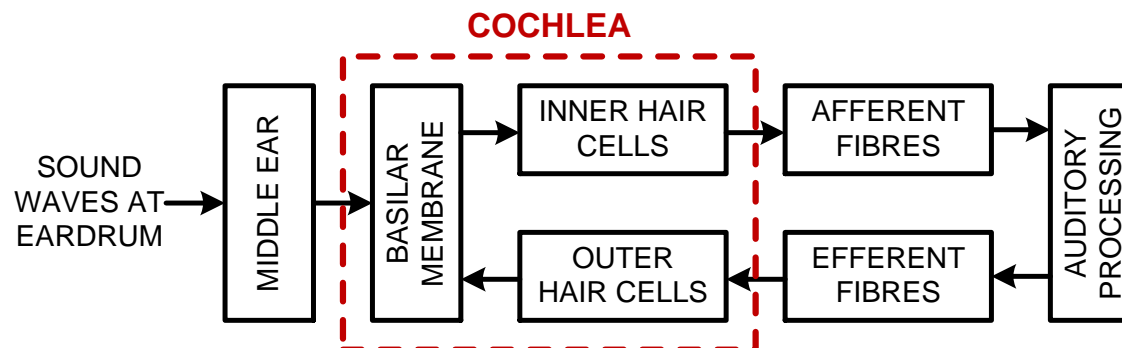 COCHLEA
SOUND
WAVES AT
EARDRUM
MIDDLE EAR
BASILAR
MEMBRANE
INNER HAIR
CELLS
AFFERENT
FIBRES
OUTER
HAIR CELLS
EFFERENT
FIBRES
AUDITORY
PROCESSING